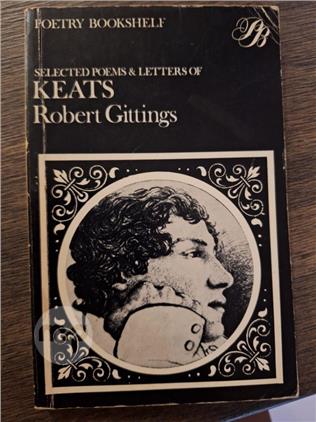 POETRY BOOKSHELF
PB
SELECTED POEMS & LETTERS OF
KEATS
Robert Gittings